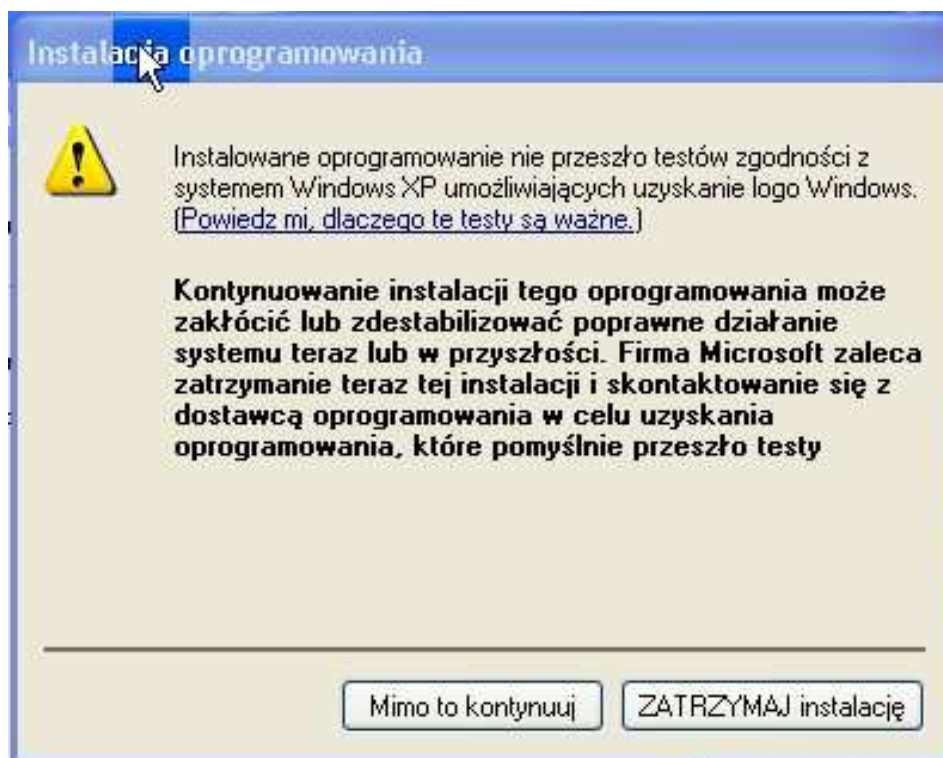 Instalacja oprogramowania
Instalowane oprogramowanie nie przeszło testów zgodności z
systemem Windows XP umożliwiających uzyskanie logo Windows.
(Powiedz mi, dlaczego te testy są ważne.)
Kontynuowanie instalacji tego oprogramowania może
zakłócić lub zdestabilizować poprawne działanie
systemu teraz lub w przyszłości. Firma Microsoft zaleca
zatrzymanie teraz tej instalacji i skontaktowanie się z
dostawcą oprogramowania w celu uzyskania
oprogramowania, które pomyślnie przeszło testy
Mimo to kontynuuj
ZATRZYMAJ instalację